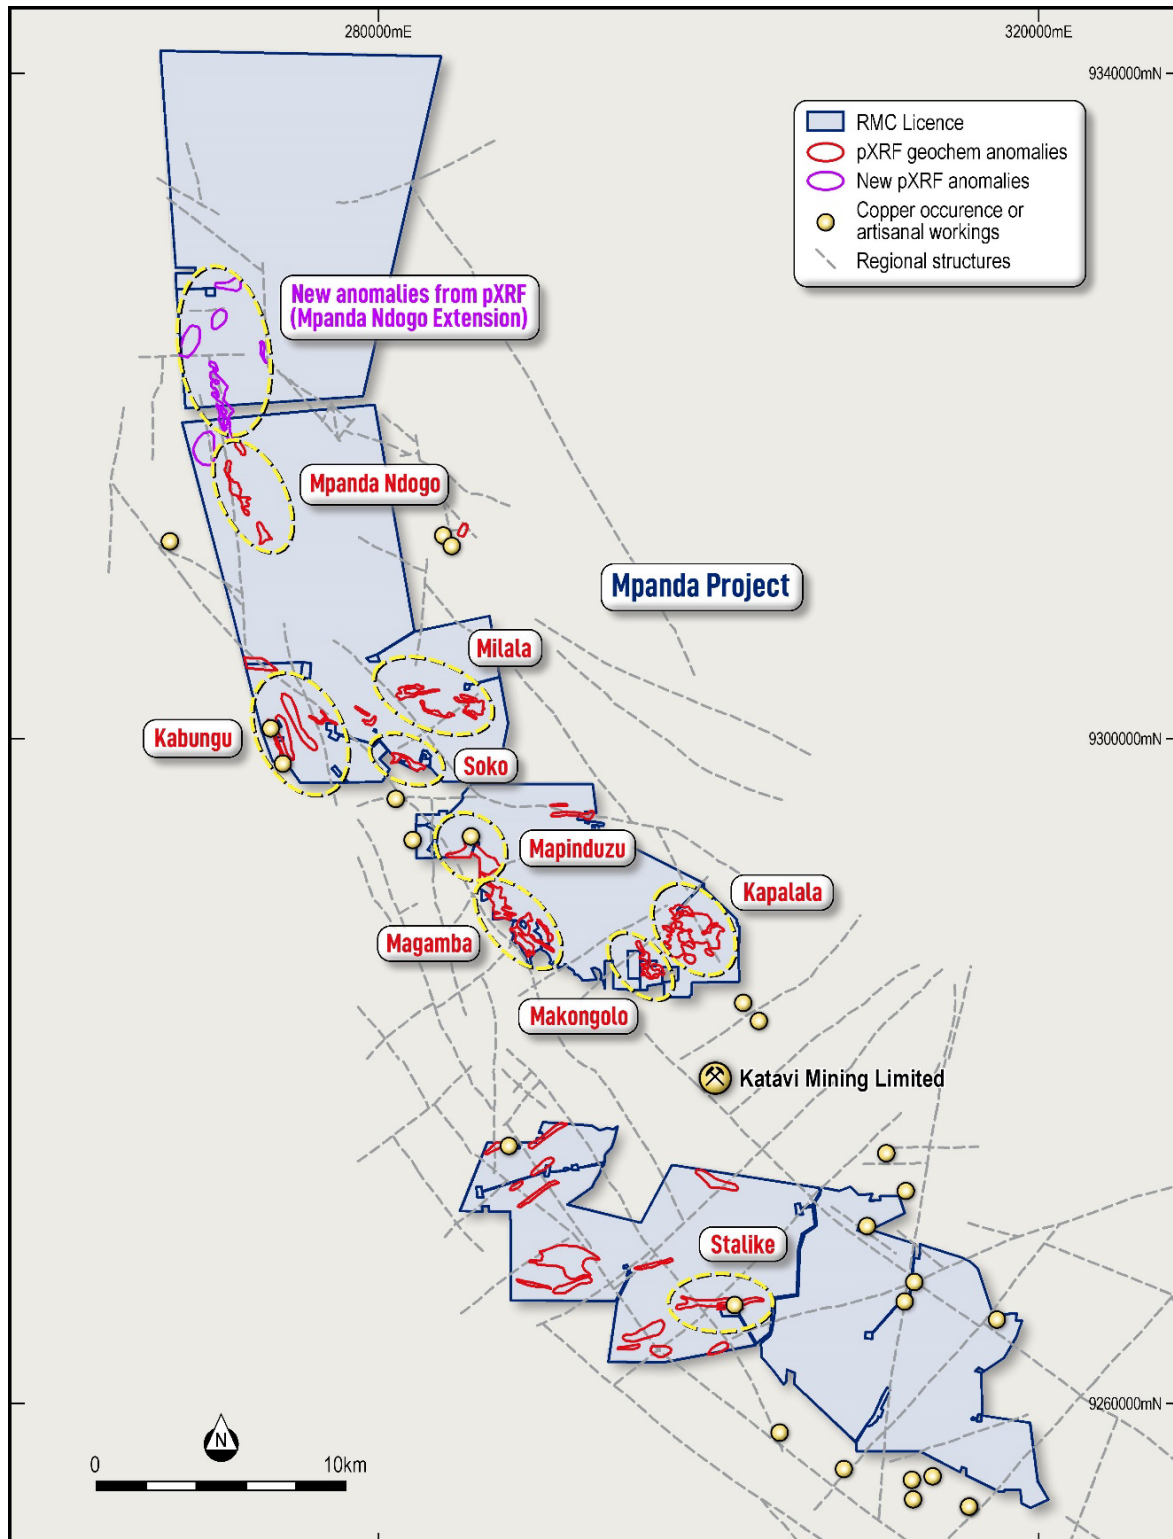 280000mE
320000mE
9340000mN
RMC Licence
pXRF geochem anomalies
New pXRF anomalies
Copper occurence or
artisanal workings
Regional structures
New anomalies from pXRF
(Mpanda Ndogo Extension)
Mpanda Ndogo
Mpanda Project
Milala
Kabungu
9300000mN
Soko
Mapinduzu
Kapalala
Magamba
Makongolo
Katavi Mining Limited
Stalike
9260000mN
N
0
10km